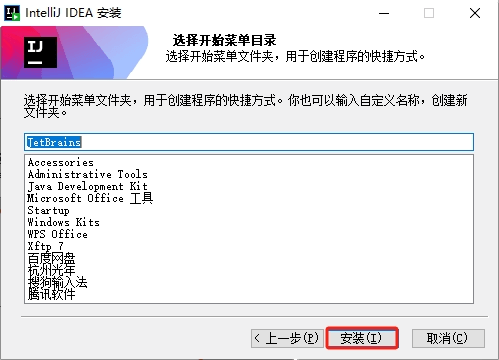 IntelliJ IDEA 安装
IJ
选择开始菜单目录
选择开始菜单文件夹，用于创建程序的快捷方式。
选择开始菜单文件夹，用于创建程序的快捷方式。你也可以输入自定义名称，创建新
文件夹。
JetBrains
Accessories
Administrative Tools
Java Development Kit
Microsoft Office 工具
Startup
Windows Kits
WPS Office
Xftp 7
百度网盘
杭州光年
搜狗输入法
腾讯软件
< 上一步(P) 安装(I) 取消(C)